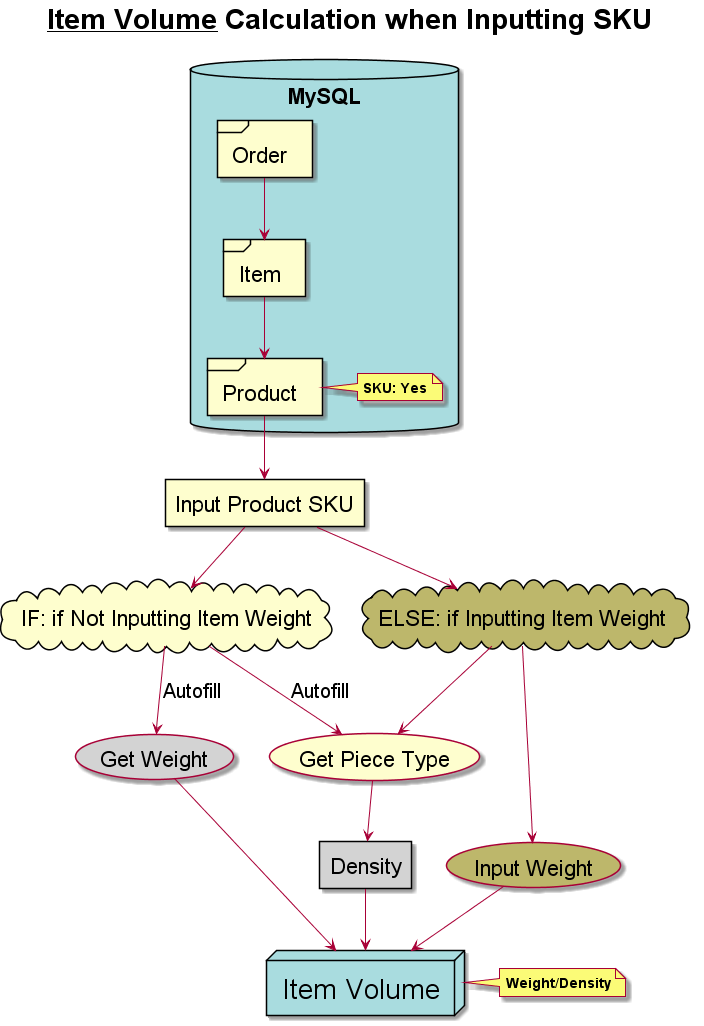 Item Volume Calculation when Inputting SKU
MySQL
Order
Item
Product
SKU: Yes
Input Product SKU
IF: if Not Inputting Item Weight
ELSE: if Inputting Item Weight
Autofill
Autofill
Get Weight
Get Piece Type
Density
Input Weight
Item Volume
Weight/Density